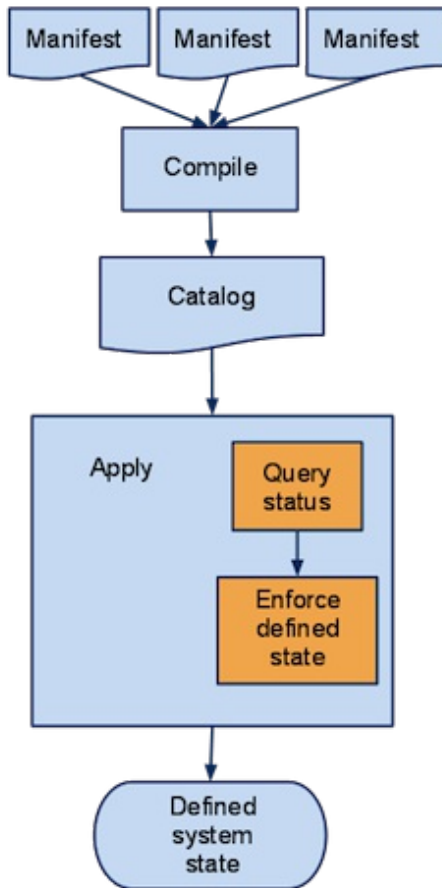 Manifest
Manifest
Manifest
Compile
Catalog
Apply
Query
status
Enforce
defined
state
Defined
system
state